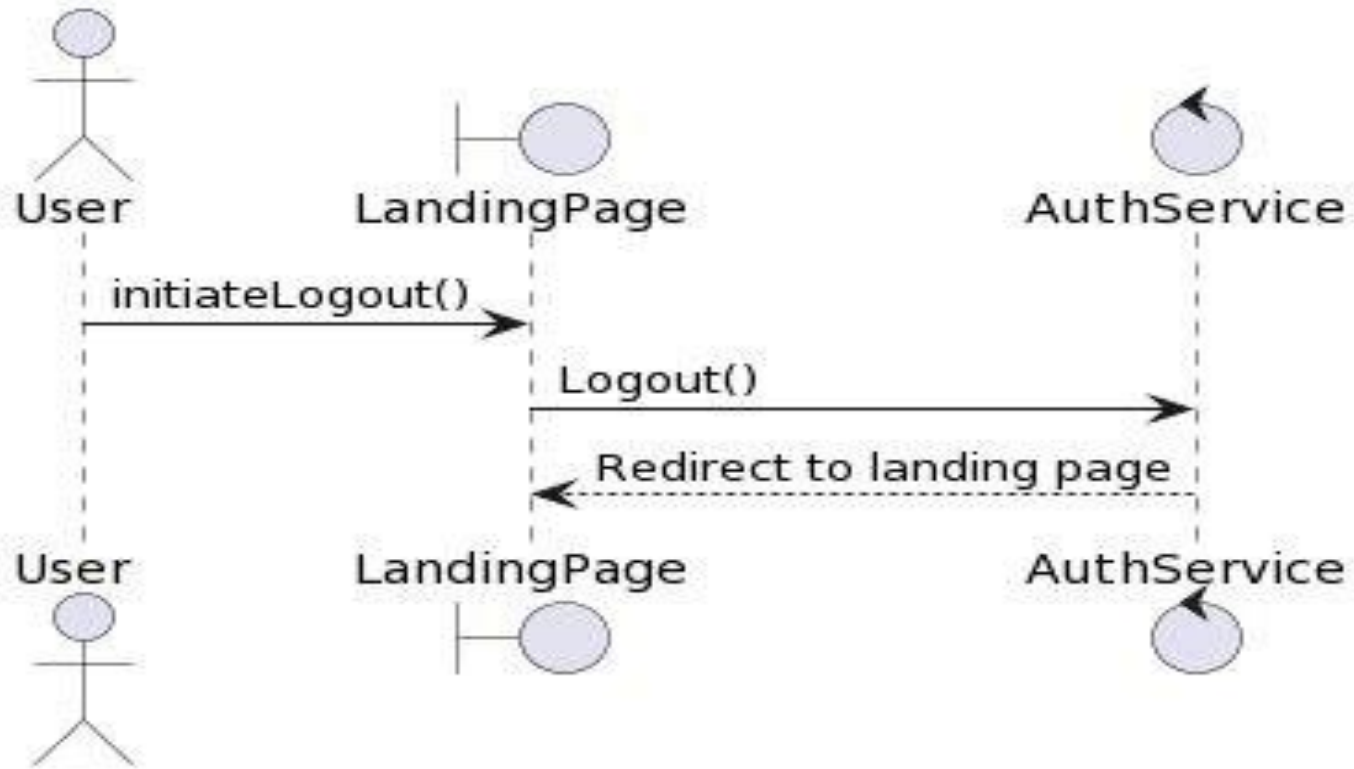 User
LandingPage
AuthService
initiateLogout()
Logout()
Redirect to landing page
User
LandingPage
AuthService